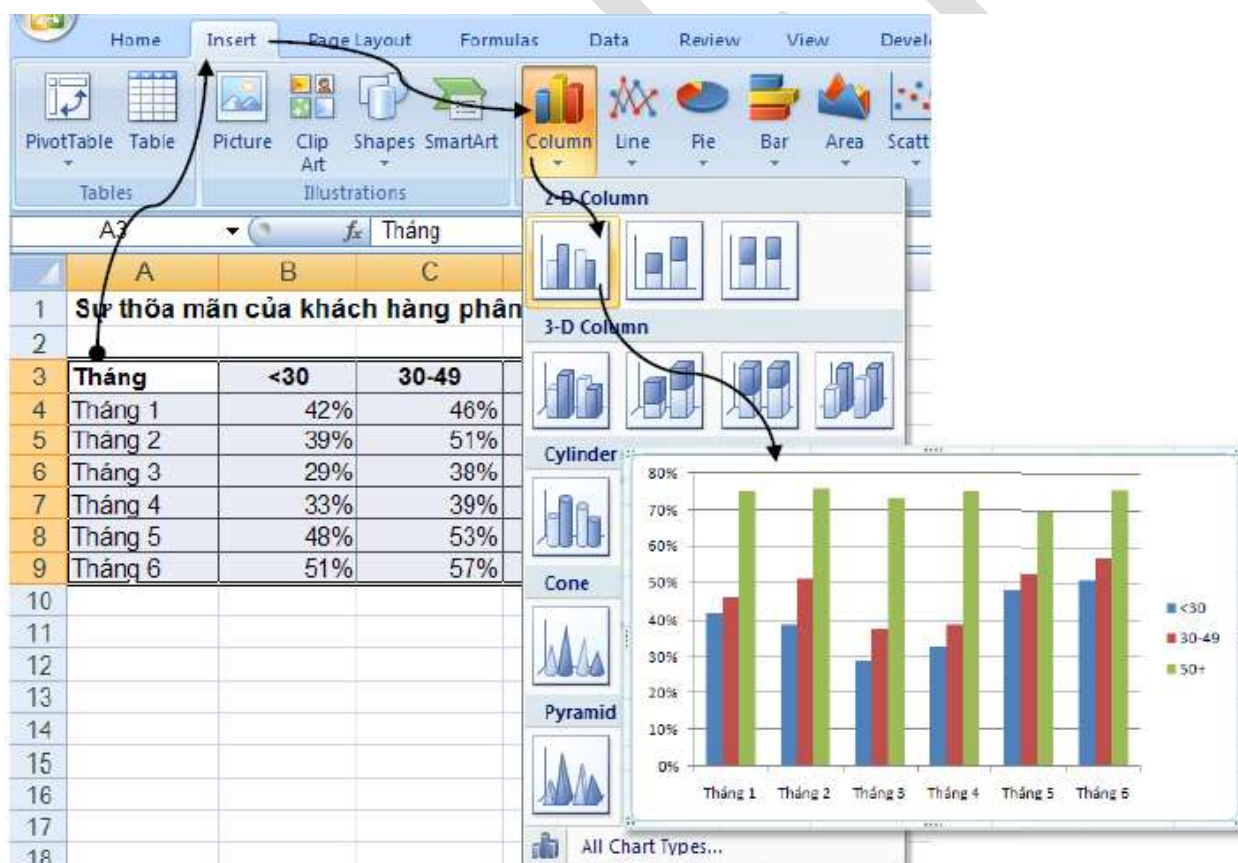 Home Insert Page Layout Formulas Data Review View Devel
PivotTable Table Picture Clip Art Shapes SmartArt Column Line Pie Bar Area Scatt
Tables Illustrations
2-D Column
A3 fx Tháng
A B C
1 Sự thõa mãn của khách hàng phân
3-D Column
2
3 Tháng <30 30-49
4 Tháng 1 42% 46%
5 Tháng 2 39% 51%
6 Tháng 3 29% 38%
7 Tháng 4 33% 39%
8 Tháng 5 48% 53%
9 Tháng 6 51% 57%
10
11
12
13
14
15
16
17
18
Cylinder
Cone
Pyramid
All Chart Types...
80%
70%
60%
50%
40%
30%
20%
10%
0%
Tháng 1 Tháng 2 Tháng 3 Tháng 4 Tháng 5 Tháng 6
<30
30-49
50+